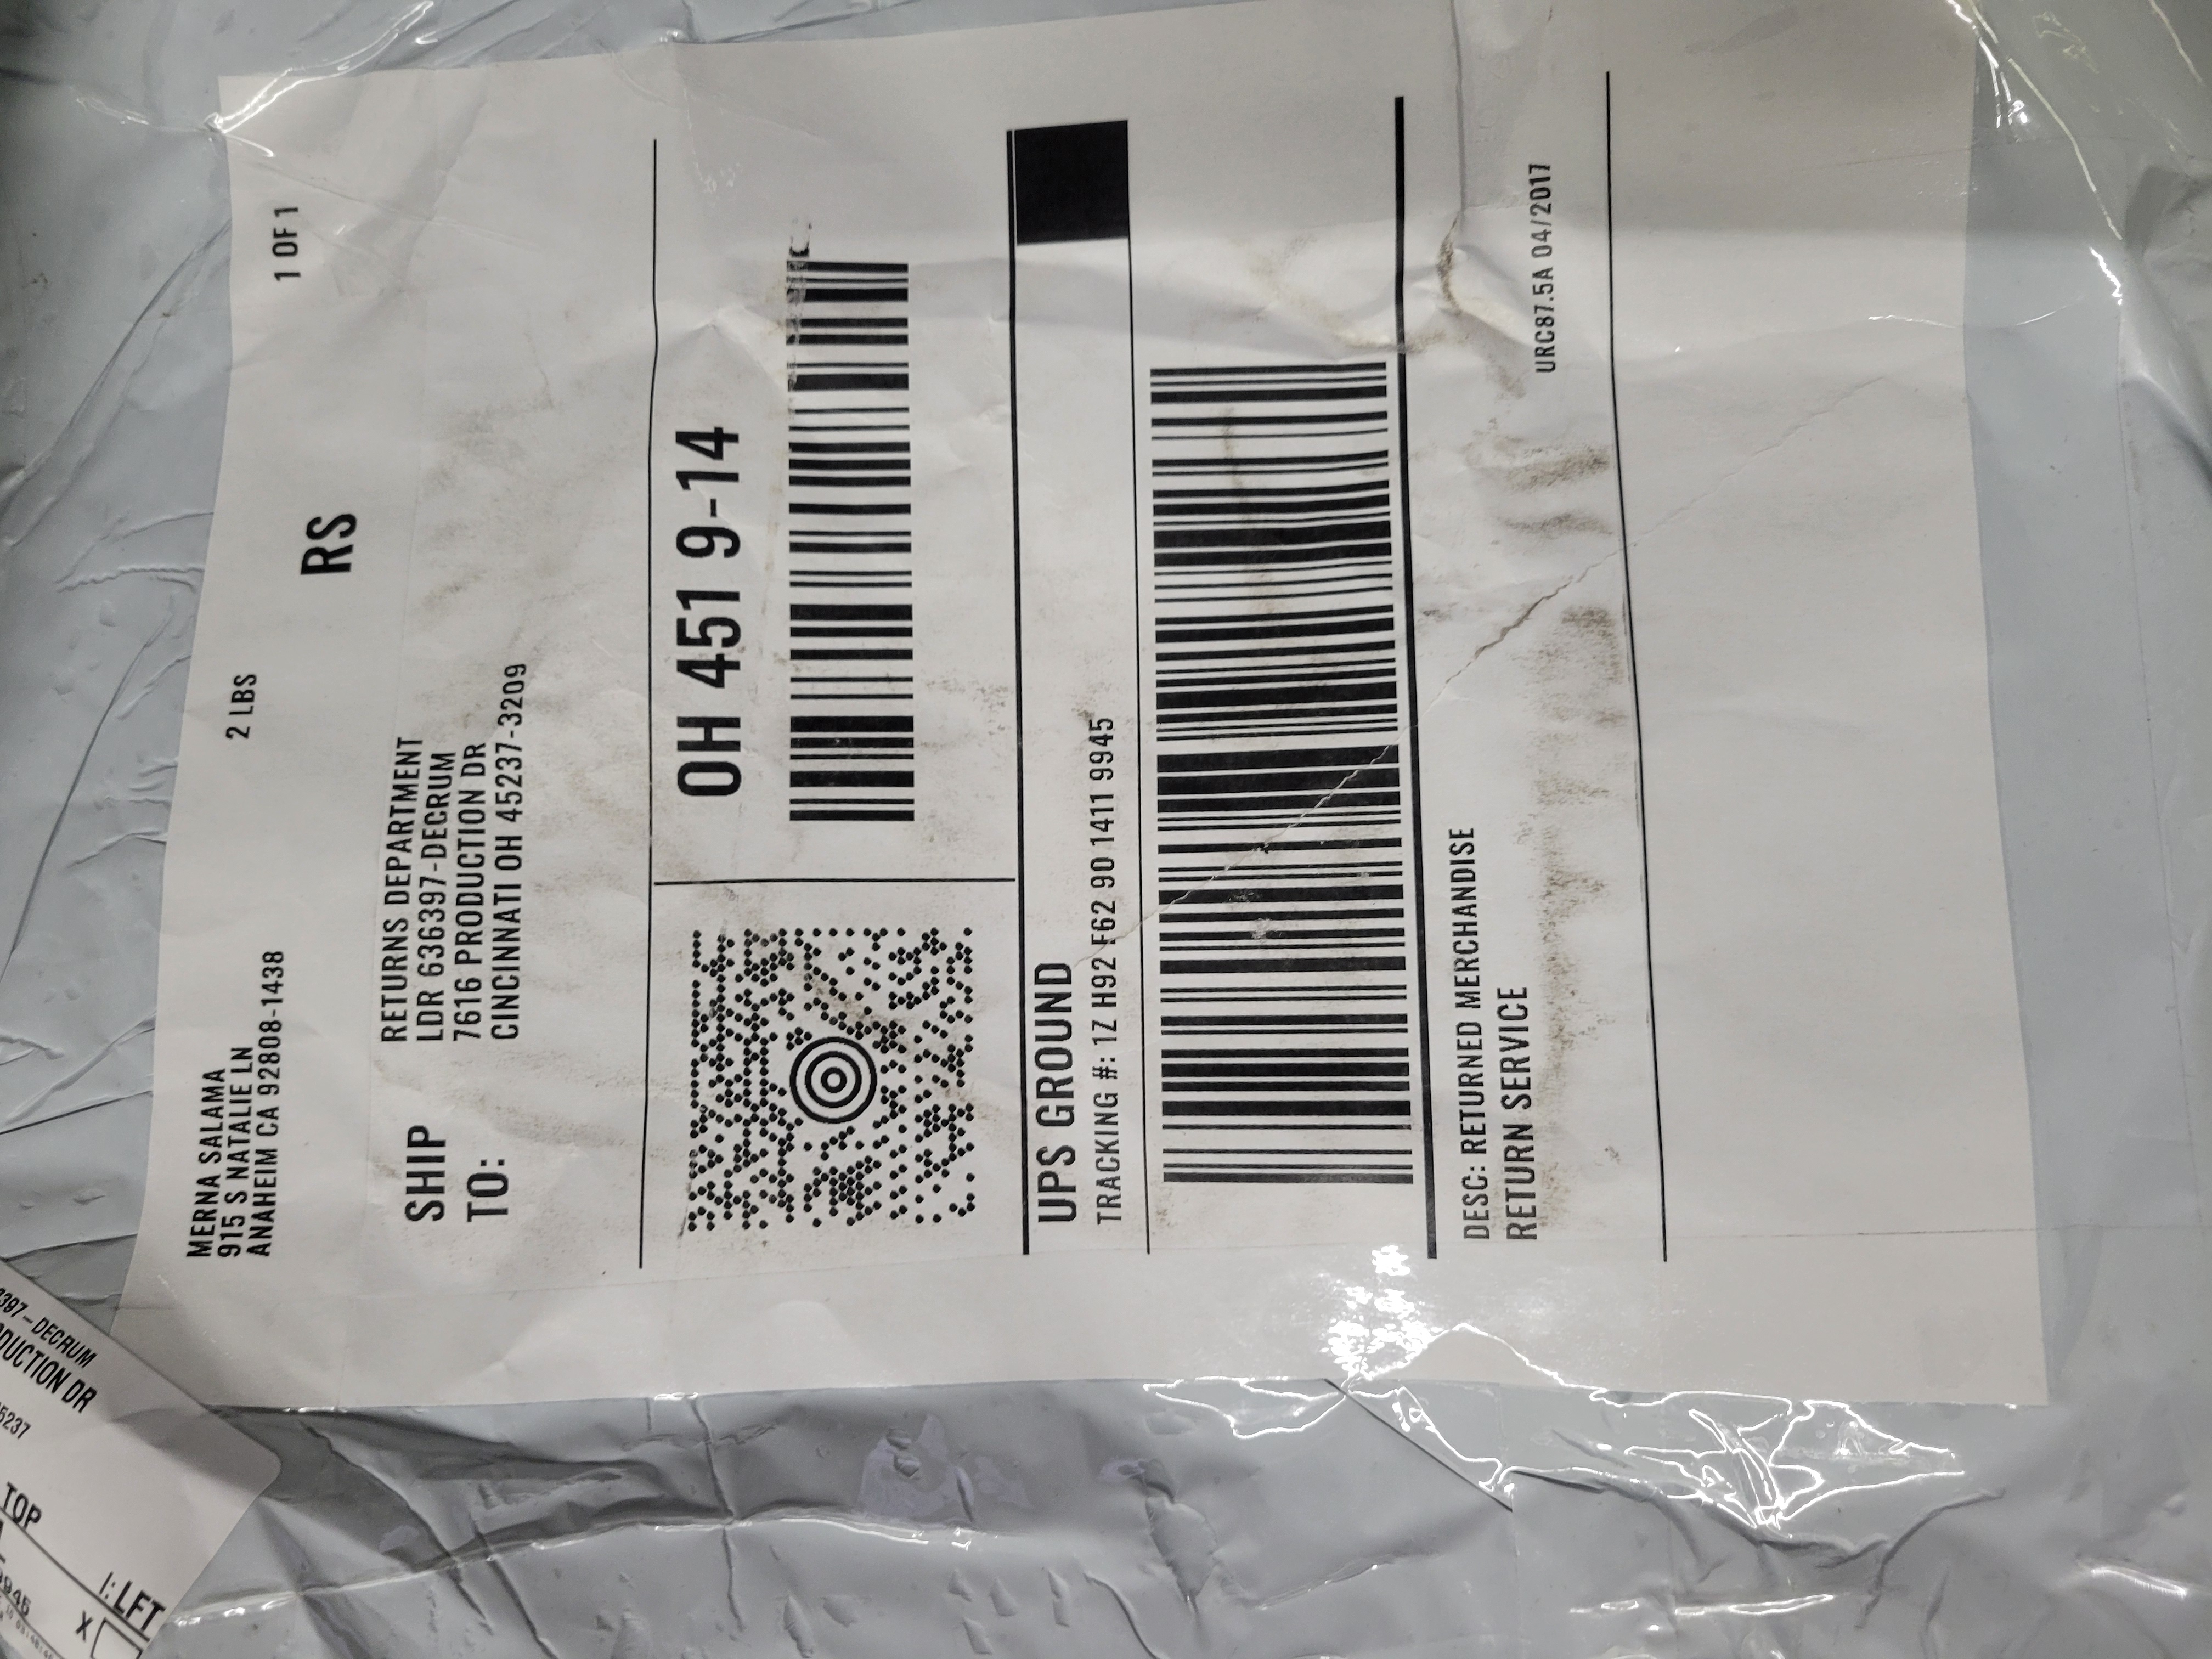 MERNA SALAMA
915 S NATALIE LN
ANAHEIM CA 92808-1438
2 LBS
1 OF 1
RS
SHIP
TO:
RETURNS DEPARTMENT
LDR 636397-DECRUM
7616 PRODUCTION DR
CINCINNATI OH 45237-3209
OH 451 9-14
UPS GROUND
TRACKING #: 1Z H92 F62 90 1411 9945
DESC: RETURNED MERCHANDISE
RETURN SERVICE
URC87.5A 04/2017
397-DECRUM
DUCTION DR
5237
TOP
9945
I: LFT
X